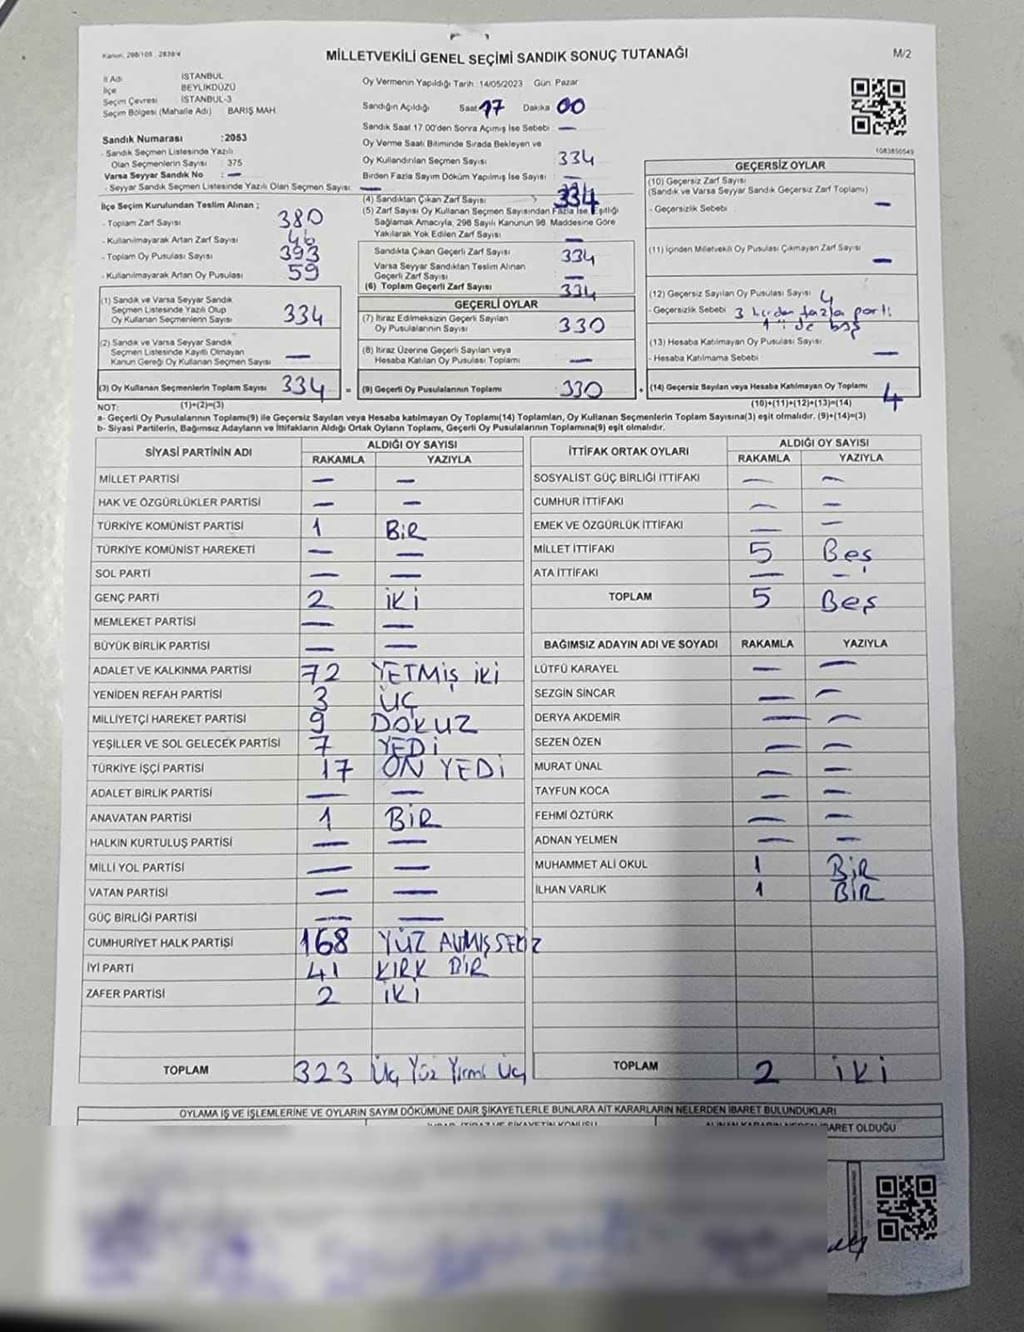 Kanun: 298/105 , 2839/4
MİLLETVEKİLİ GENEL SEÇİMİ SANDIK SONUÇ TUTANAĞI
M/2
İl Adı İSTANBUL
İlçe BEYLİKDÜZÜ
Seçim Çevresi İSTANBUL-3
Seçim Bölgesi (Mahalle Adı) BARIŞ MAH.
Sandık Numarası :2053
- Sandık Seçmen Listesinde Yazılı
Olan Seçmenlerin Sayısı : 375
Varsa Seyyar Sandık No : —
- Seyyar Sandık Seçmen Listesinde Yazılı Olan Seçmen Sayısı: —
İlçe Seçim Kurulundan Teslim Alınan ;
- Toplam Zarf Sayısı 380
- Kullanılmayarak Artan Zarf Sayısı 46
- Toplam Oy Pusulası Sayısı 393
- Kullanılmayarak Artan Oy Pusulası 59
(1) Sandık ve Varsa Seyyar Sandık
Seçmen Listesinde Yazılı Olup
Oy Kullanan Seçmenlerin Sayısı 334
(2) Sandık ve Varsa Seyyar Sandık
Seçmen Listesinde Kayıtlı Olmayan
Kanun Gereği Oy Kullanan Seçmen Sayısı —
(3) Oy Kullanan Seçmenlerin Toplam Sayısı 334 =
Oy Vermenin Yapıldığı Tarih : 14/05/2023 Gün: Pazar
Sandığın Açıldığı Saat 17 Dakika 00
Sandık Saat 17:00'den Sonra Açılmış İse Sebebi : —
Oy Verme Saati Bitiminde Sırada Bekleyen ve
Oy Kullandırılan Seçmen Sayısı 334
Birden Fazla Sayım Döküm Yapılmış İse Sayısı : —
(4) Sandıktan Çıkan Zarf Sayısı 334
(5) Zarf Sayısı Oy Kullanan Seçmen Sayısından Fazla İse Eşitliği
Sağlamak Amacıyla, 298 Sayılı Kanunun 98. Maddesine Göre
Yakılarak Yok Edilen Zarf Sayısı —
Sandıkta Çıkan Geçerli Zarf Sayısı 334
Varsa Seyyar Sandıktan Teslim Alınan
Geçerli Zarf Sayısı —
(6) Toplam Geçerli Zarf Sayısı 334
GEÇERLİ OYLAR
(7) İtiraz Edilmeksizin Geçerli Sayılan
Oy Pusulalarının Sayısı 330
(8) İtiraz Üzerine Geçerli Sayılan veya
Hesaba Katılan Oy Pusulası Toplamı —
(9) Geçerli Oy Pusulalarının Toplamı 330 +
1083850549
GEÇERSİZ OYLAR
(10) Geçersiz Zarf Sayısı
(Sandık ve Varsa Seyyar Sandık Geçersiz Zarf Toplamı)
- Geçersizlik Sebebi : —
(11) İçinden Milletvekili Oy Pusulası Çıkmayan Zarf Sayısı —
(12) Geçersiz Sayılan Oy Pusulası Sayısı 4
- Geçersizlik Sebebi 3 birden fazla parti
boş
(13) Hesaba Katılmayan Oy Pusulası Sayısı
- Hesaba Katılmama Sebebi —
(14) Geçersiz Sayılan veya Hesaba Katılmayan Oy Toplamı 4
NOT: (1)+(2)=(3) (10)+(11)+(12)+(13)=(14)
a- Geçerli Oy Pusulalarının Toplamı(9) ile Geçersiz Sayılan veya Hesaba katılmayan Oy Toplamı(14) Toplamları, Oy Kullanan Seçmenlerin Toplam Sayısına(3) eşit olmalıdır. (9)+(14)=(3)
b- Siyasi Partilerin, Bağımsız Adayların ve İttifakların Aldığı Ortak Oyların Toplamı, Geçerli Oy Pusulalarının Toplamına(9) eşit olmalıdır.
SİYASİ PARTİNİN ADI ALDIĞI OY SAYISI
RAKAMLA YAZIYLA
MİLLET PARTİSİ — —
HAK VE ÖZGÜRLÜKLER PARTİSİ — —
TÜRKİYE KOMÜNİST PARTİSİ 1 BİR
TÜRKİYE KOMÜNİST HAREKETİ — —
SOL PARTİ — —
GENÇ PARTİ 2 İKİ
MEMLEKET PARTİSİ — —
BÜYÜK BİRLİK PARTİSİ — —
ADALET VE KALKINMA PARTİSİ 72 YETMİŞ İKİ
YENİDEN REFAH PARTİSİ 3 ÜÇ
MİLLİYETÇİ HAREKET PARTİSİ 9 DOKUZ
YEŞİLLER VE SOL GELECEK PARTİSİ 7 YEDİ
TÜRKİYE İŞÇİ PARTİSİ 17 ON YEDİ
ADALET BİRLİK PARTİSİ — —
ANAVATAN PARTİSİ 1 BİR
HALKIN KURTULUŞ PARTİSİ — —
MİLLİ YOL PARTİSİ — —
VATAN PARTİSİ — —
GÜÇ BİRLİĞİ PARTİSİ — —
CUMHURİYET HALK PARTİSİ 168 YÜZ ALTMIŞ SEKİZ
İYİ PARTİ 41 KIRK BİR
ZAFER PARTİSİ 2 İKİ
TOPLAM 323 Üç Yüz Yirmi Üç
İTTİFAK ORTAK OYLARI ALDIĞI OY SAYISI
RAKAMLA YAZIYLA
SOSYALİST GÜÇ BİRLİĞİ İTTİFAKI — —
CUMHUR İTTİFAKI — —
EMEK VE ÖZGÜRLÜK İTTİFAKI — —
MİLLET İTTİFAKI 5 Beş
ATA İTTİFAKI — —
TOPLAM 5 Beş
BAĞIMSIZ ADAYIN ADI VE SOYADI RAKAMLA YAZIYLA
LÜTFÜ KARAYEL — —
SEZGİN SİNCAR — —
DERYA AKDEMİR — —
SEZEN ÖZEN — —
MURAT ÜNAL — —
TAYFUN KOCA — —
FEHMİ ÖZTÜRK — —
ADNAN YELMEN — —
MUHAMMET ALİ OKUL 1 BİR
İLHAN VARLIK 1 BİR
TOPLAM 2 İKİ
OYLAMA İŞ VE İŞLEMLERİNE VE OYLARIN SAYIM DÖKÜMÜNE DAİR ŞİKAYETLERLE BUNLARA AİT KARARLARIN NELERDEN İBARET BULUNDUKLARI
İBARET OLDUĞU